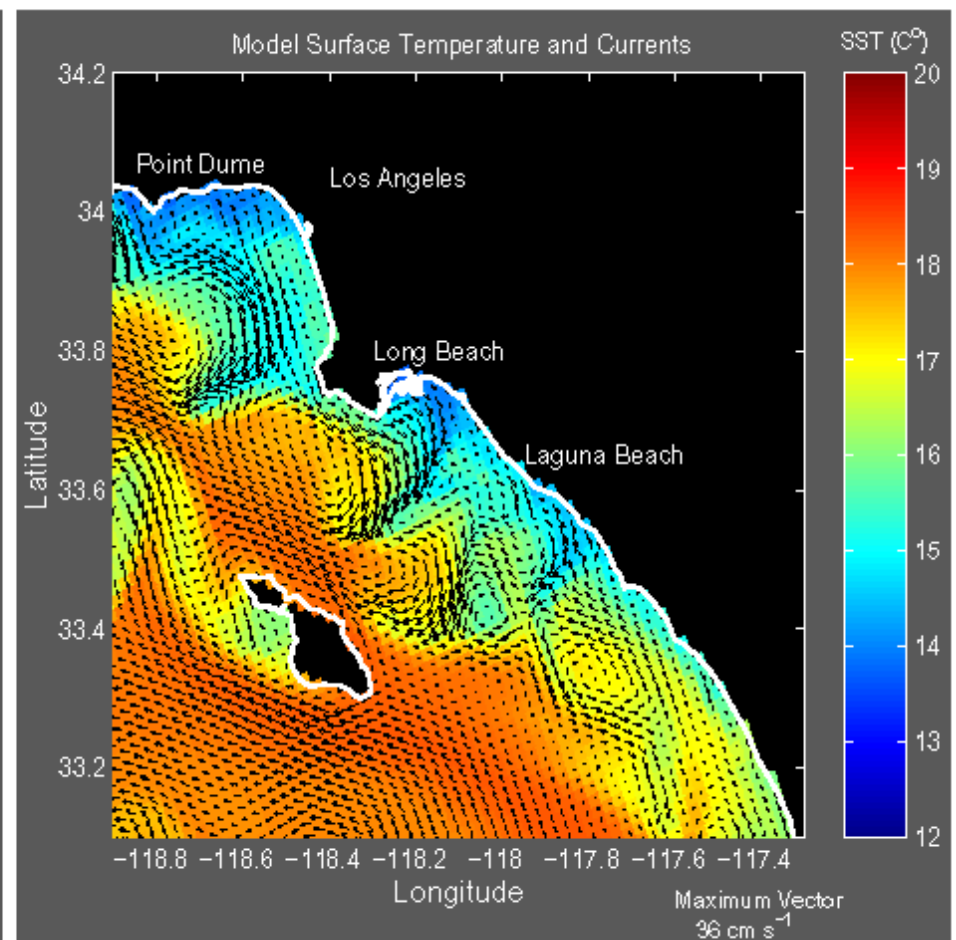 Model Surface Temperature and Currents
SST (C°)
34.2
34
33.8
33.6
33.4
33.2
Latitude
Point Dume
Los Angeles
Long Beach
Laguna Beach
20
19
18
17
16
15
14
13
12
−118.8 −118.6 −118.4 −118.2 −118 −117.8 −117.6 −117.4
Longitude
Maximum Vector
36 cm s⁻¹